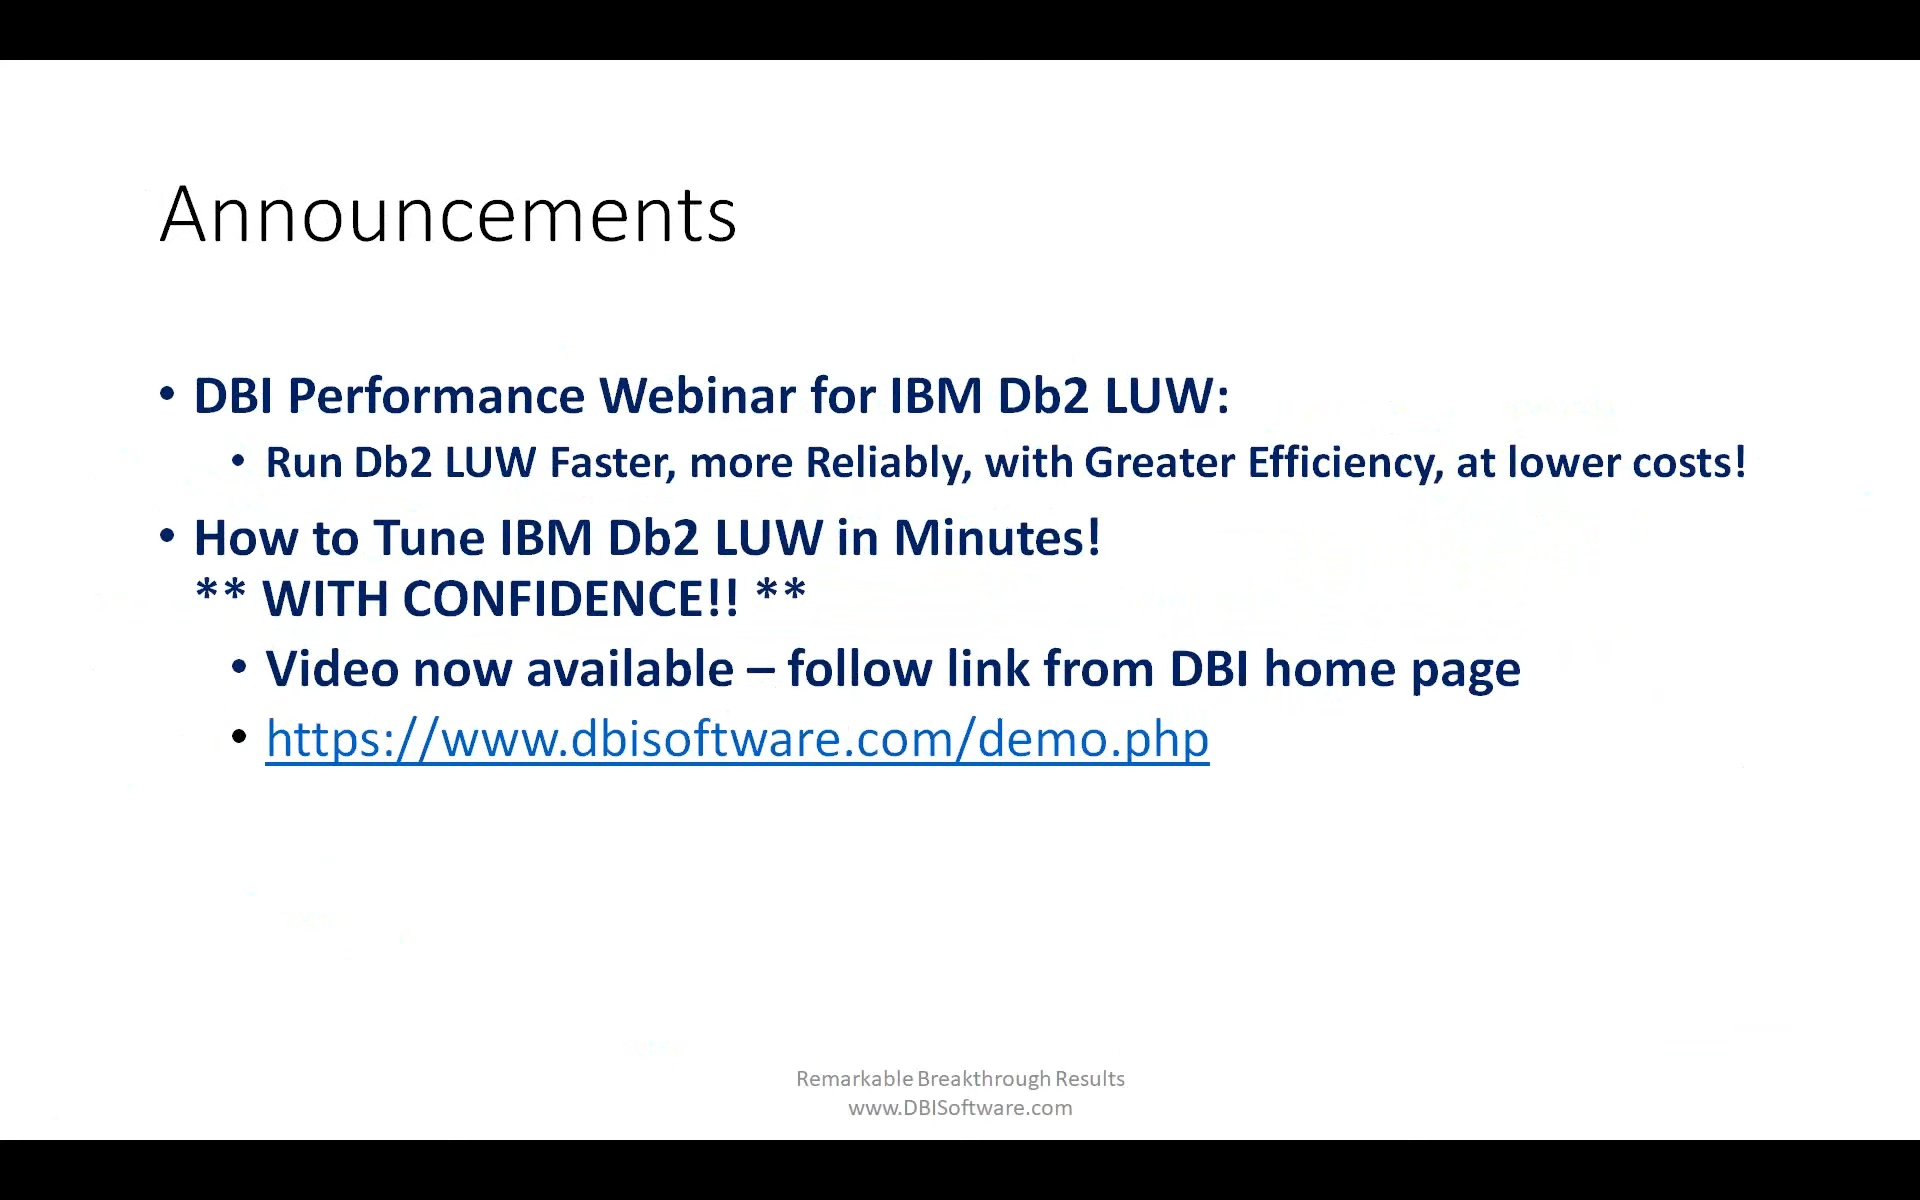 Announcements
• DBI Performance Webinar for IBM Db2 LUW:
• Run Db2 LUW Faster, more Reliably, with Greater Efficiency, at lower costs!
• How to Tune IBM Db2 LUW in Minutes!
** WITH CONFIDENCE!! **
• Video now available – follow link from DBI home page
• https://www.dbisoftware.com/demo.php
Remarkable Breakthrough Results
www.DBISoftware.com